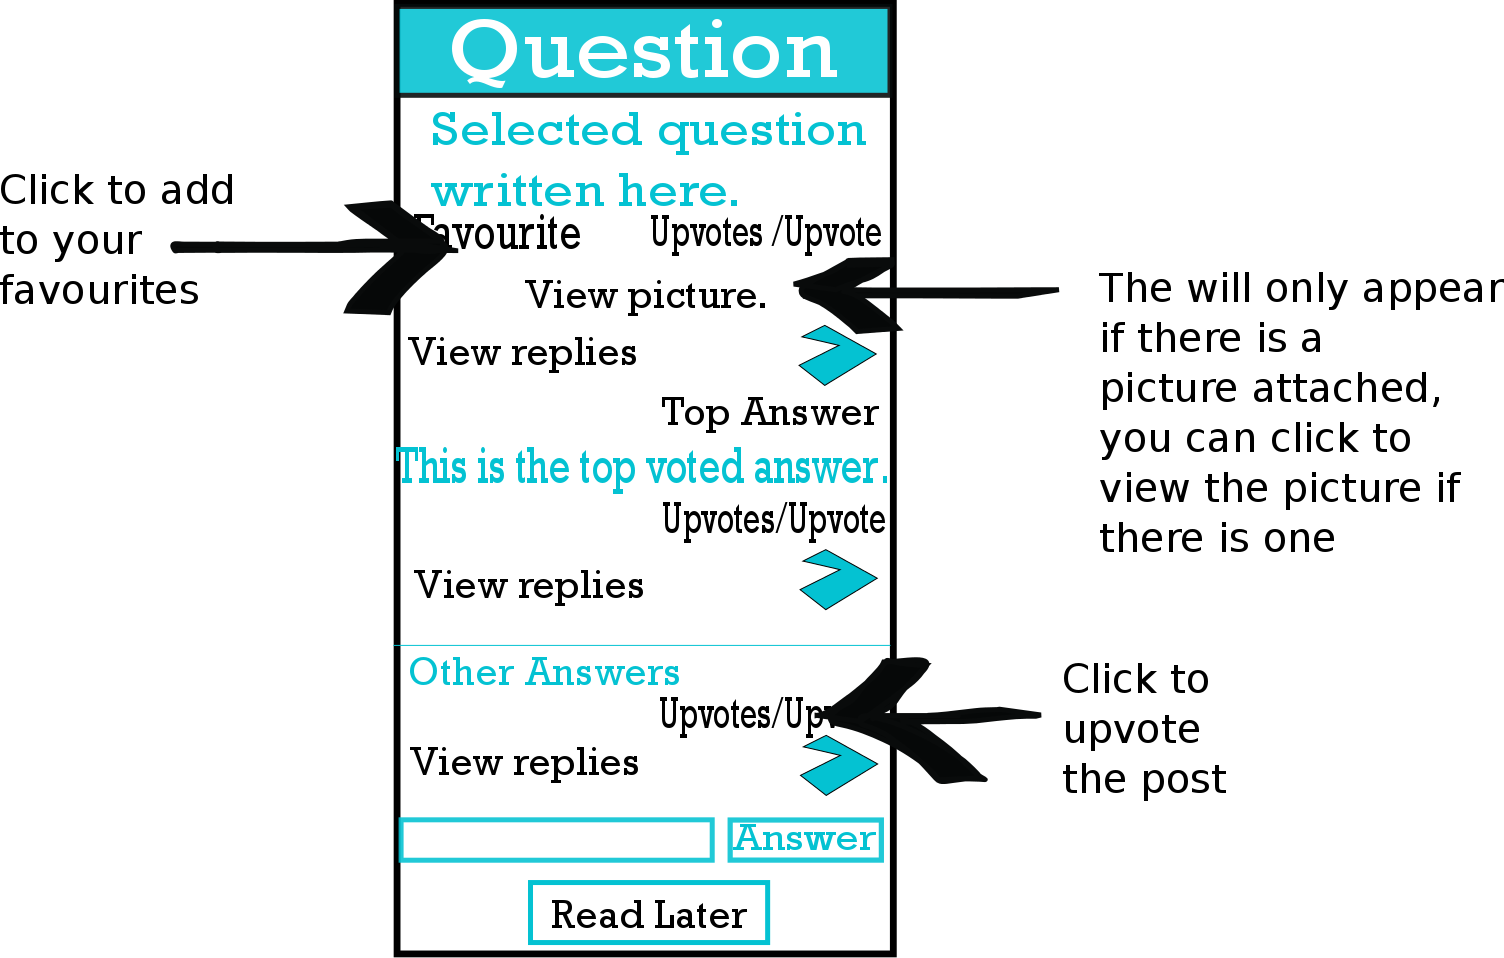 Question
Selected question
written here.
Click to add
to your
favourites
Favourite
Upvotes /Upvote
View picture.
The will only appear
if there is a
picture attached,
you can click to
view the picture if
there is one
View replies
Top Answer
This is the top voted answer.
Upvotes/Upvote
View replies
Other Answers
Upvotes/Upv
Click to
upvote
the post
View replies
Answer
Read Later